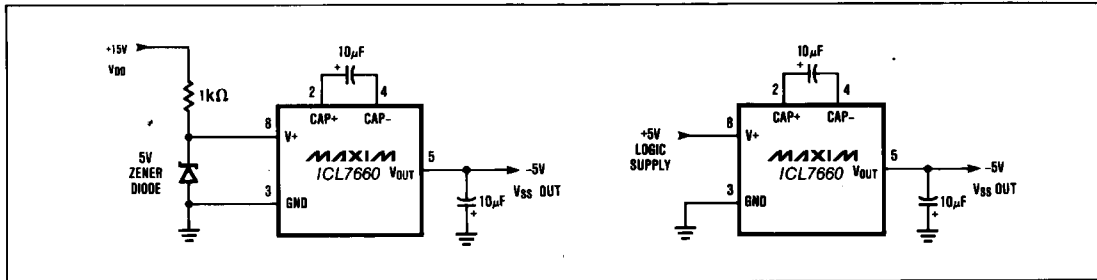 +15V
VDD
1kΩ
5V
ZENER
DIODE
10µF
+
2
4
CAP+
CAP-
8
V+
MAXIM
ICL7660
5
VOUT
3
GND
-5V
VSS OUT
10µF
+
10µF
+
2
4
CAP+
CAP-
8
V+
+5V
LOGIC
SUPPLY
MAXIM
ICL7660
5
VOUT
3
GND
-5V
VSS OUT
10µF
+